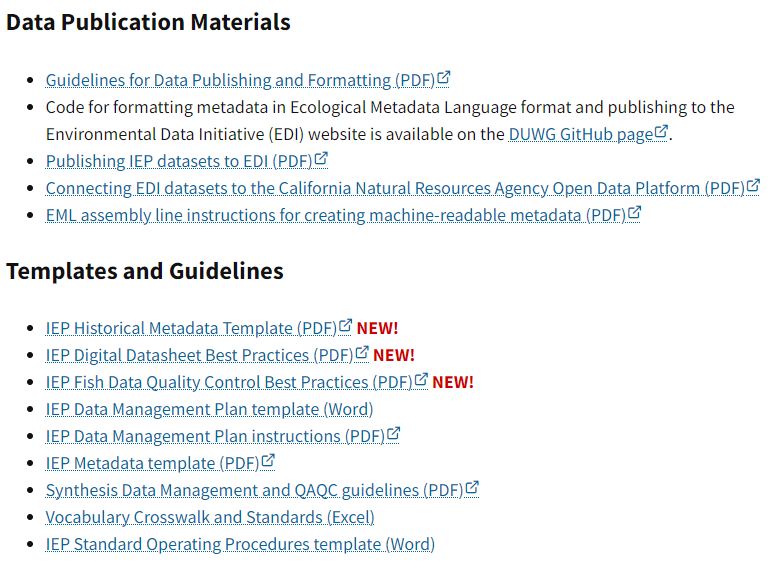 Data Publication Materials
Guidelines for Data Publishing and Formatting (PDF)
Code for formatting metadata in Ecological Metadata Language format and publishing to the
Environmental Data Initiative (EDI) website is available on the DUWG GitHub page.
Publishing IEP datasets to EDI (PDF)
Connecting EDI datasets to the California Natural Resources Agency Open Data Platform (PDF)
EML assembly line instructions for creating machine-readable metadata (PDF)
Templates and Guidelines
IEP Historical Metadata Template (PDF) NEW!
IEP Digital Datasheet Best Practices (PDF) NEW!
IEP Fish Data Quality Control Best Practices (PDF) NEW!
IEP Data Management Plan template (Word)
IEP Data Management Plan instructions (PDF)
IEP Metadata template (PDF)
Synthesis Data Management and QAQC guidelines (PDF)
Vocabulary Crosswalk and Standards (Excel)
IEP Standard Operating Procedures template (Word)